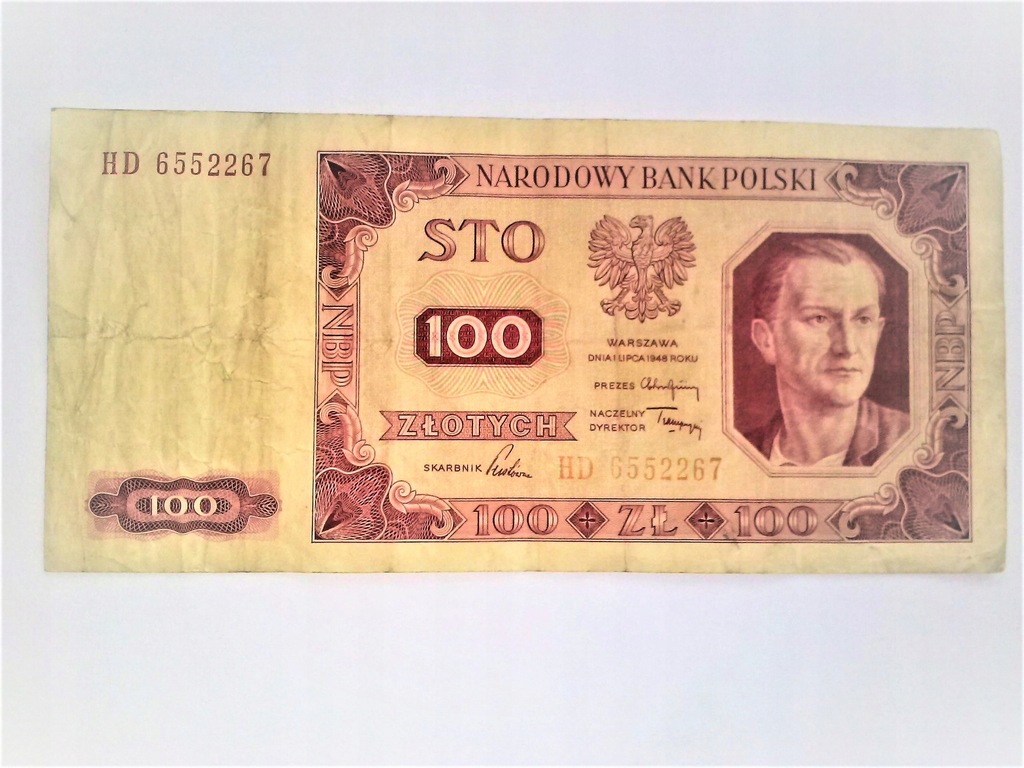 HD 6552267
NARODOWY BANK POLSKI
STO
100
ZŁOTYCH
WARSZAWA
DNIA 1 LIPCA 1948 ROKU
PREZES
NACZELNY
DYREKTOR
SKARBNIK
HD 6552267
NBP
NBP
100
100 ZŁ 100